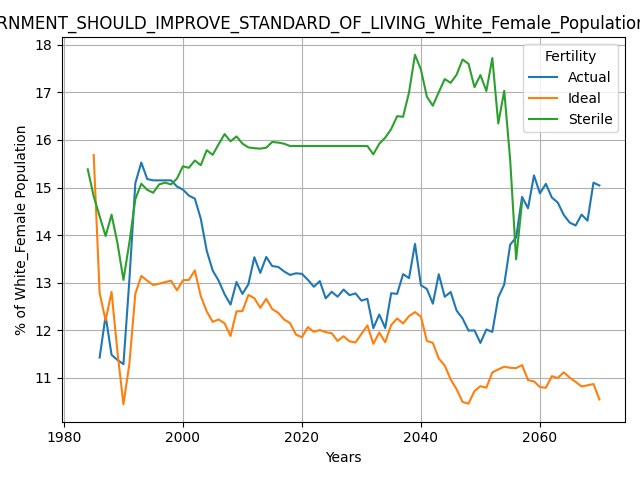 RNMENT_SHOULD_IMPROVE_STANDARD_OF_LIVING_White_Female_Population
18
17
16
15
14
13
12
11
% of White_Female Population
Fertility
Actual
Ideal
Sterile
1980
2000
2020
2040
2060
Years